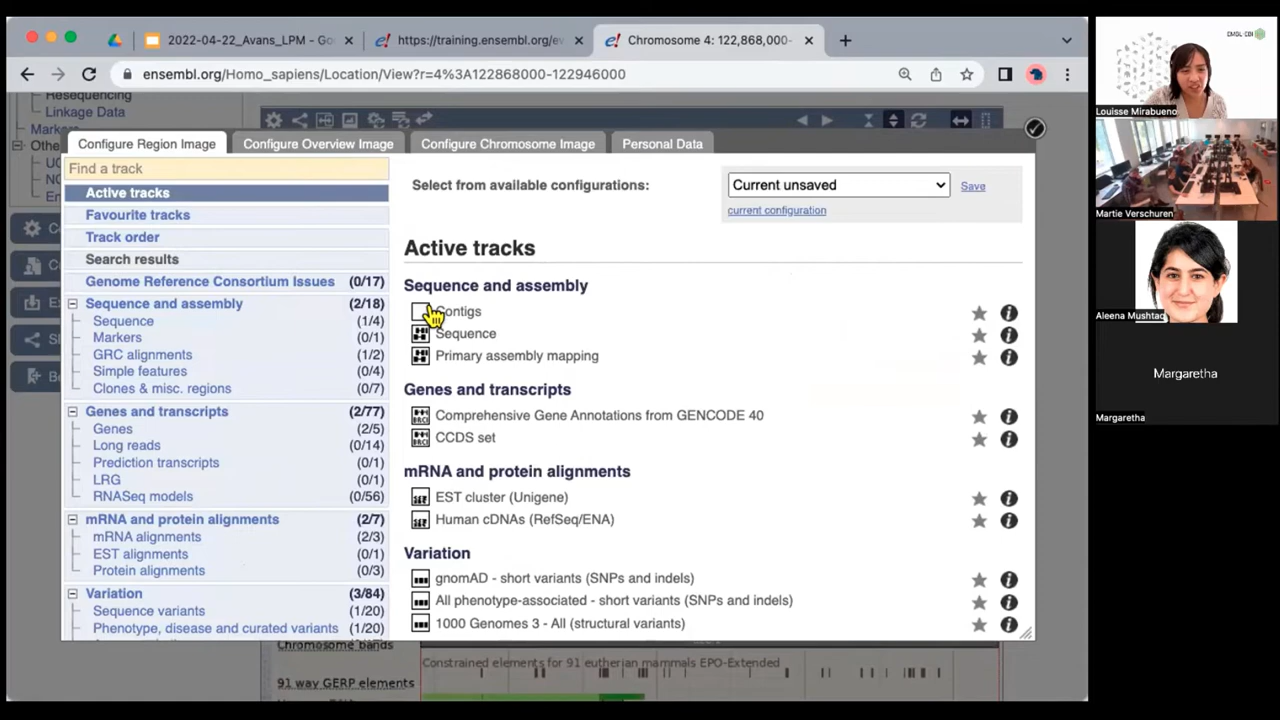 2022-04-22_Avans_LPM - Go
https://training.ensembl.org/ev
Chromosome 4: 122,868,000-
ensembl.org/Homo_sapiens/Location/View?r=4%3A122868000-122946000
Resequencing
Linkage Data
Markers
Configure Region Image
Configure Overview Image
Configure Chromosome Image
Personal Data
Find a track
Active tracks
Favourite tracks
Track order
Search results
Genome Reference Consortium Issues (0/17)
Sequence and assembly (2/18)
Sequence (1/4)
Markers (0/1)
GRC alignments (1/2)
Simple features (0/4)
Clones & misc. regions (0/7)
Genes and transcripts (2/77)
Genes (2/5)
Long reads (0/14)
Prediction transcripts (0/1)
LRG (0/1)
RNASeq models (0/56)
mRNA and protein alignments (2/7)
mRNA alignments (2/3)
EST alignments (0/1)
Protein alignments (0/3)
Variation (3/84)
Sequence variants (1/20)
Phenotype, disease and curated variants (1/20)
Select from available configurations:
Current unsaved
Save
current configuration
Active tracks
Sequence and assembly
Contigs
Sequence
Primary assembly mapping
Genes and transcripts
Comprehensive Gene Annotations from GENCODE 40
CCDS set
mRNA and protein alignments
EST cluster (Unigene)
Human cDNAs (RefSeq/ENA)
Variation
gnomAD - short variants (SNPs and indels)
All phenotype-associated - short variants (SNPs and indels)
1000 Genomes 3 - All (structural variants)
Chromosome bands
Constrained elements for 91 eutherian mammals EPO-Extended
91 way GERP elements
EMBL-EBI
Louisse Mirabueno
Martie Verschuren
Aleena Mushtaq
Margaretha
Margaretha